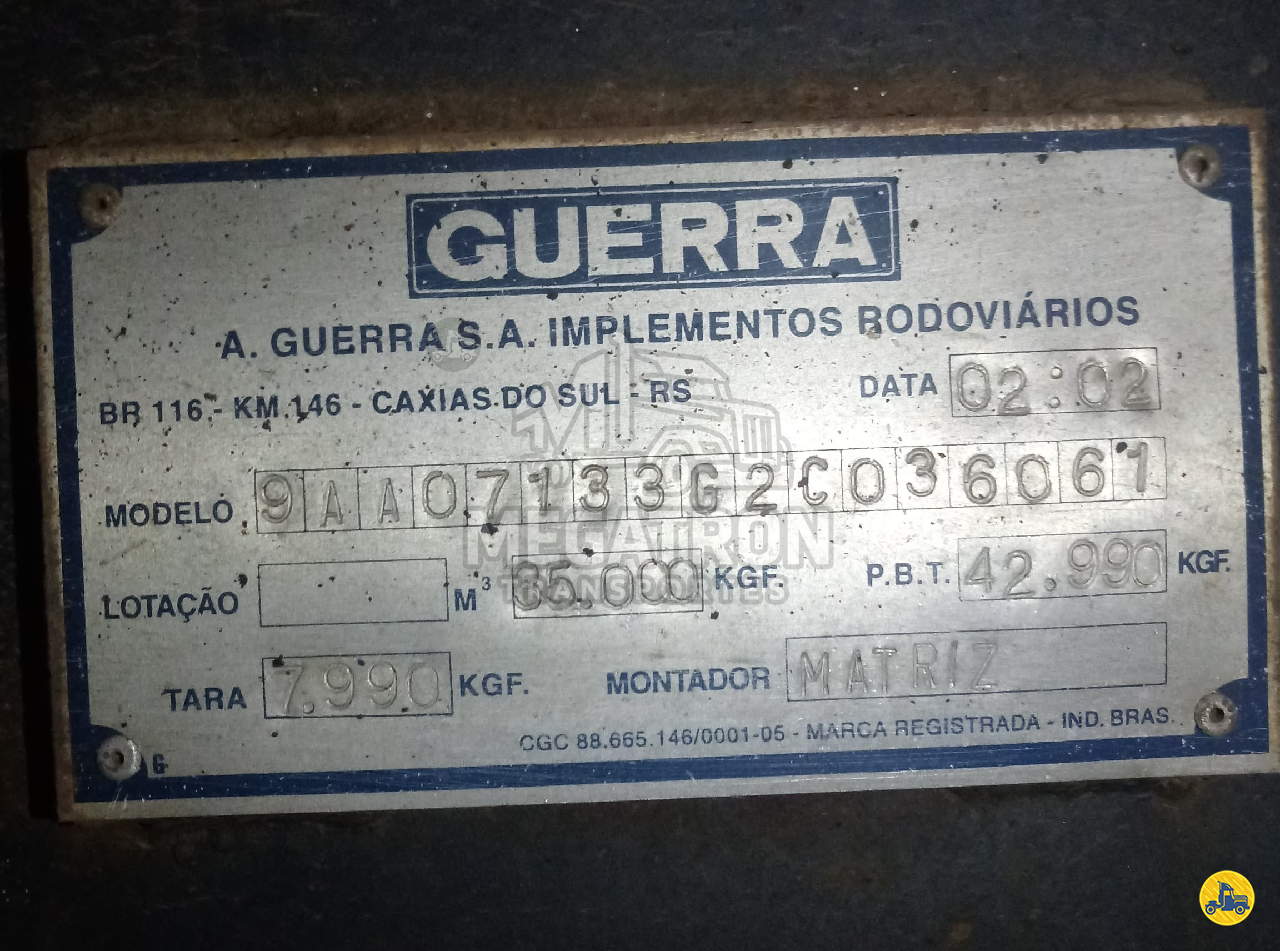 GUERRA
A. GUERRA S.A. IMPLEMENTOS RODOVIÁRIOS
BR 116 - KM 146 - CAXIAS DO SUL - RS DATA 02:02
MODELO 9AA07133G2C036061
LOTAÇÃO M³ 35.000 KGF. P.B.T. 42.990 KGF.
TARA 7.990 KGF. MONTADOR MATRIZ
CGC 88.665.146/0001-05 - MARCA REGISTRADA - IND. BRAS.
G
MEGATRON
TRANSPORTES